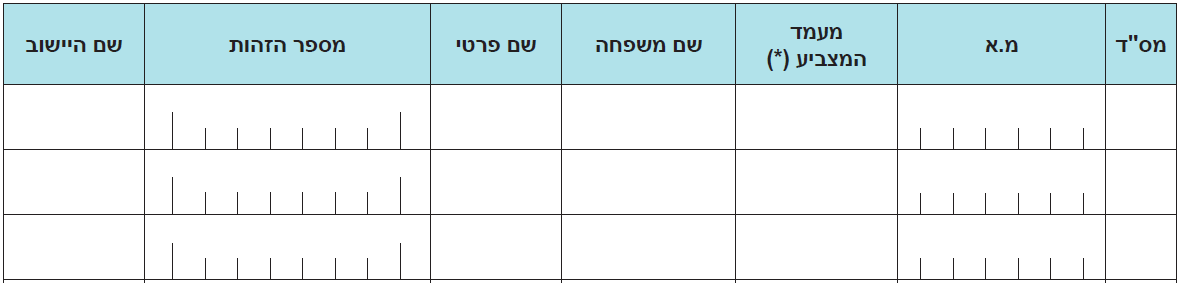 מס"ד
מ.א
מעמד
המצביע (*)
שם משפחה
שם פרטי
מספר הזהות
שם היישוב